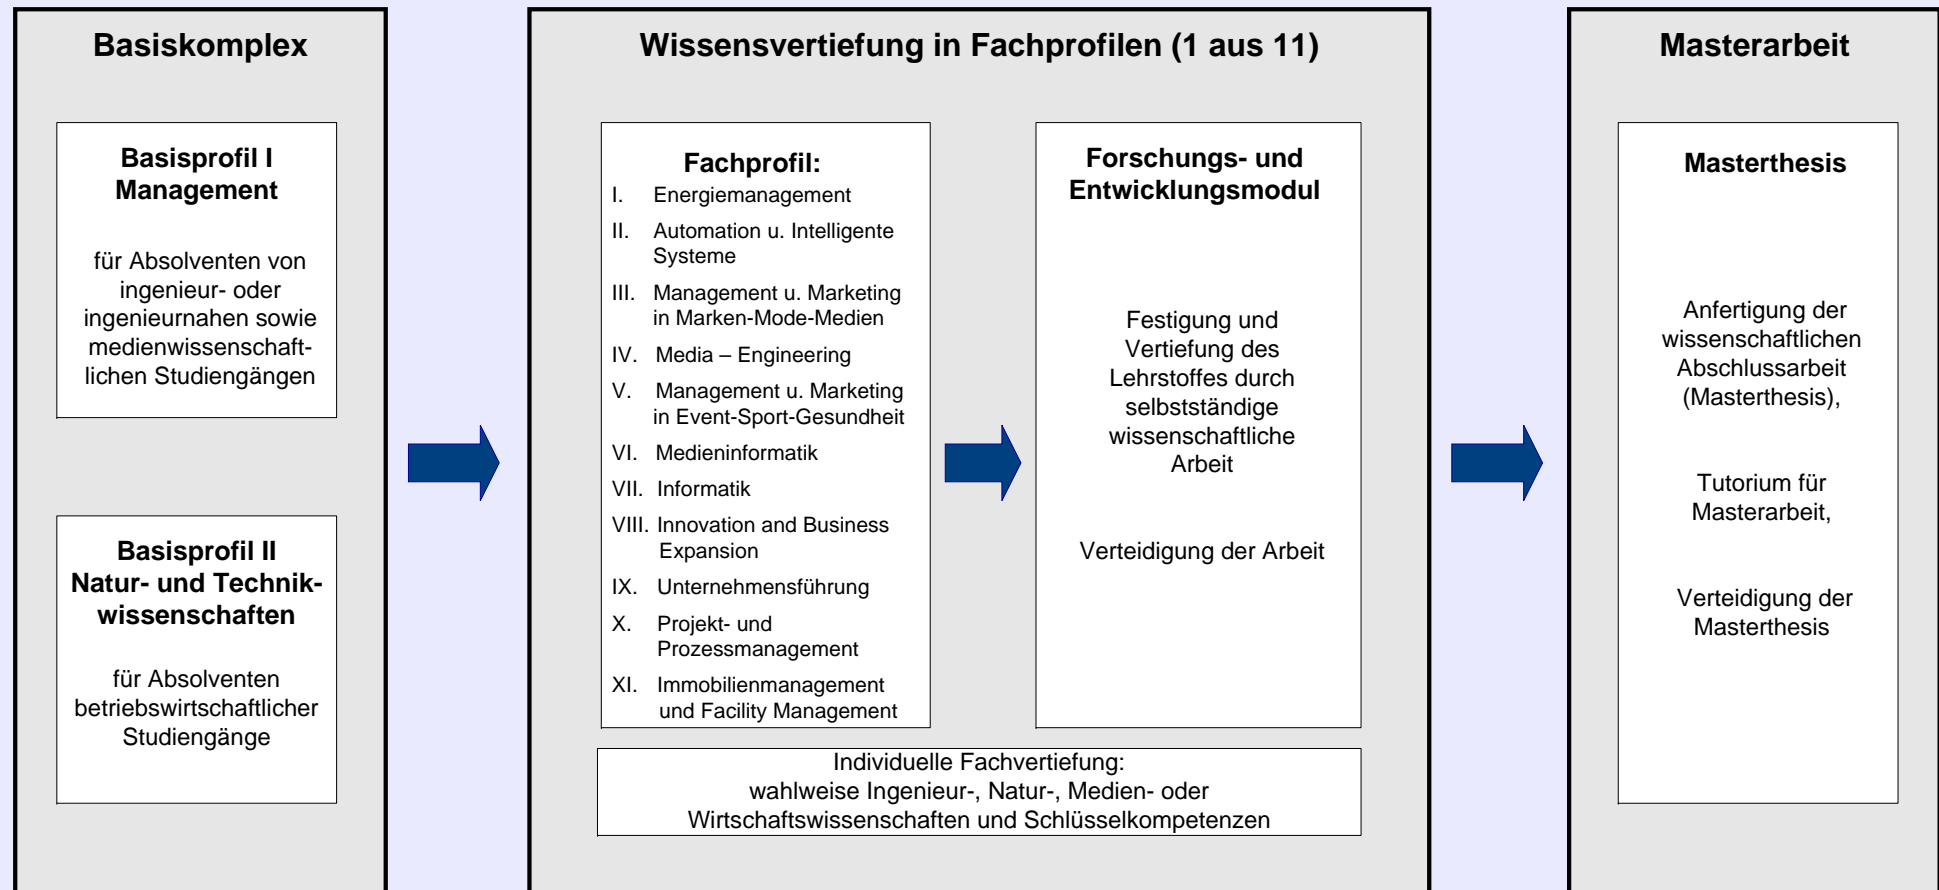 Basiskomplex
Basisprofil I
Management
für Absolventen von
ingenieur- oder
ingenieurnahen sowie
medienwissenschaft-
lichen Studiengängen
Basisprofil II
Natur- und Technik-
wissenschaften
für Absolventen
betriebswirtschaftlicher
Studiengänge
Wissensvertiefung in Fachprofilen (1 aus 11)
Fachprofil:
I. Energiemanagement
II. Automation u. Intelligente
Systeme
III. Management u. Marketing
in Marken-Mode-Medien
IV. Media – Engineering
V. Management u. Marketing
in Event-Sport-Gesundheit
VI. Medieninformatik
VII. Informatik
VIII. Innovation and Business
Expansion
IX. Unternehmensführung
X. Projekt- und
Prozessmanagement
XI. Immobilienmanagement
und Facility Management
Forschungs- und
Entwicklungsmodul
Festigung und
Vertiefung des
Lehrstoffes durch
selbstständige
wissenschaftliche
Arbeit
Verteidigung der Arbeit
Individuelle Fachvertiefung:
wahlweise Ingenieur-, Natur-, Medien- oder
Wirtschaftswissenschaften und Schlüsselkompetenzen
Masterarbeit
Masterthesis
Anfertigung der
wissenschaftlichen
Abschlussarbeit
(Masterthesis),
Tutorium für
Masterarbeit,
Verteidigung der
Masterthesis